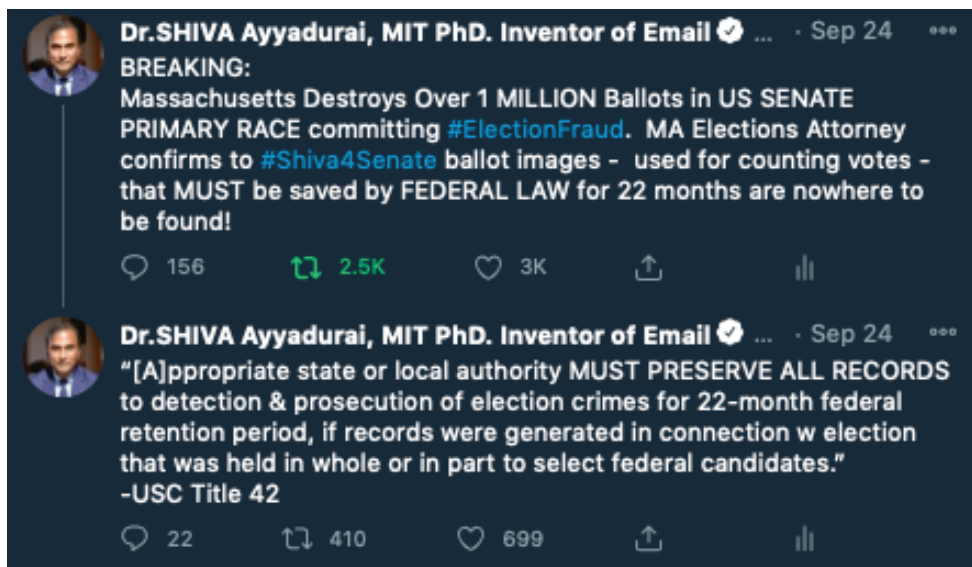 Dr.SHIVA Ayyadurai, MIT PhD. Inventor of Email ... · Sep 24
BREAKING:
Massachusetts Destroys Over 1 MILLION Ballots in US SENATE
PRIMARY RACE committing #ElectionFraud. MA Elections Attorney
confirms to #Shiva4Senate ballot images - used for counting votes -
that MUST be saved by FEDERAL LAW for 22 months are nowhere to
be found!
156 2.5K 3K
Dr.SHIVA Ayyadurai, MIT PhD. Inventor of Email ... · Sep 24
“[A]ppropriate state or local authority MUST PRESERVE ALL RECORDS
to detection & prosecution of election crimes for 22-month federal
retention period, if records were generated in connection w election
that was held in whole or in part to select federal candidates.”
-USC Title 42
22 410 699